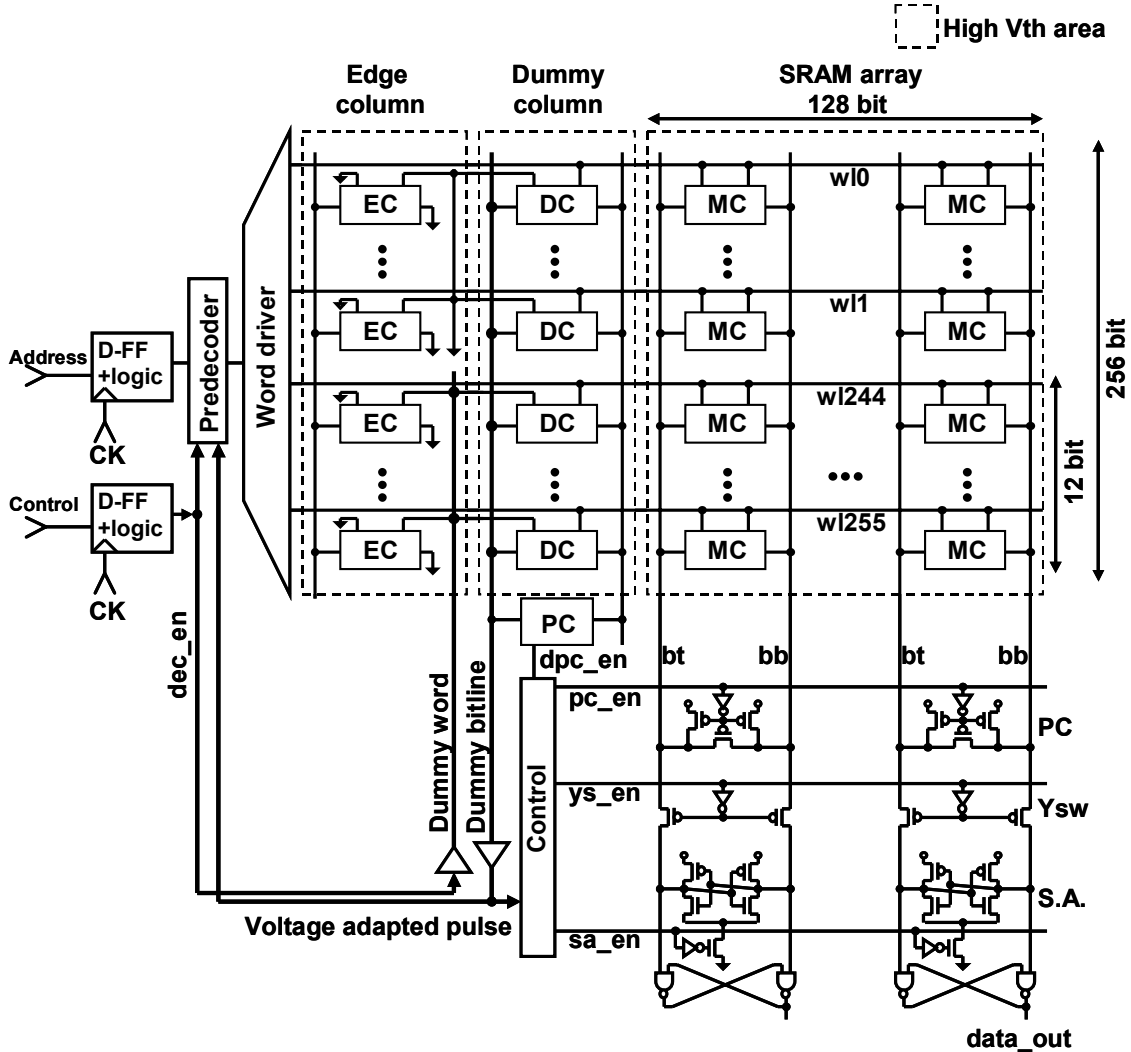 High Vth area
Edge column
Dummy column
SRAM array
128 bit
wl0
EC
DC
MC
MC
wl1
EC
DC
MC
MC
Address
D-FF
+logic
CK
Predecoder
Word driver
wl244
EC
DC
MC
MC
Control
D-FF
+logic
CK
wl255
EC
DC
MC
MC
12 bit
256 bit
PC
dpc_en
bt
bb
bt
bb
dec_en
Dummy word
Dummy bitline
Control
pc_en
PC
ys_en
Ysw
S.A.
Voltage adapted pulse
sa_en
data_out